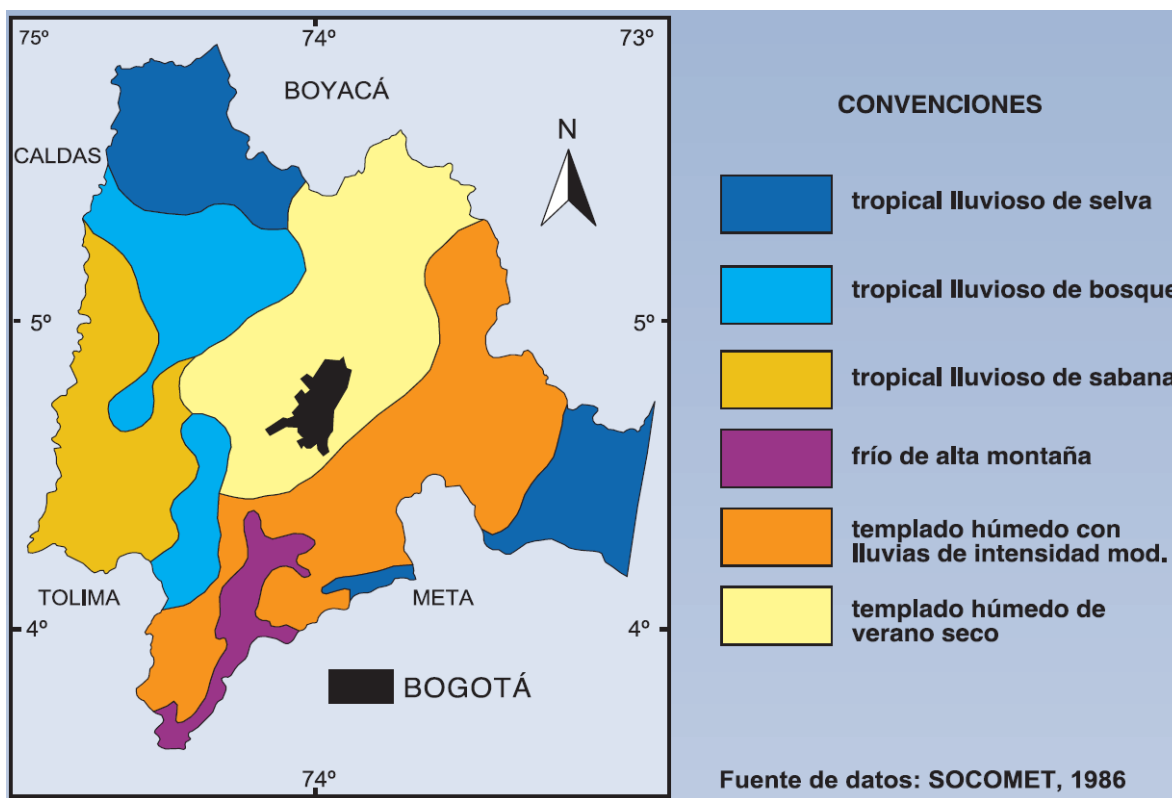 75º
74º
73º
BOYACÁ
N
CALDAS
5º
5º
TOLIMA
META
4º
4º
BOGOTÁ
74º
CONVENCIONES
tropical lluvioso de selva
tropical lluvioso de bosque
tropical lluvioso de sabana
frío de alta montaña
templado húmedo con
lluvias de intensidad mod.
templado húmedo de
verano seco
Fuente de datos: SOCOMET, 1986